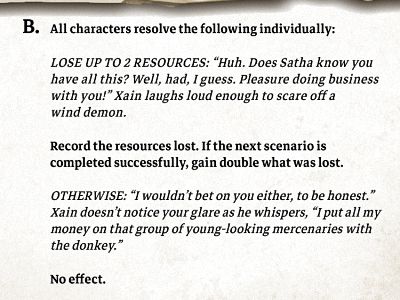 B. All characters resolve the following individually:
LOSE UP TO 2 RESOURCES: “Huh. Does Satha know you
have all this? Well, had, I guess. Pleasure doing business
with you!” Xain laughs loud enough to scare off a
wind demon.
Record the resources lost. If the next scenario is
completed successfully, gain double what was lost.
OTHERWISE: “I wouldn’t bet on you either, to be honest.”
Xain doesn’t notice your glare as he whispers, “I put all my
money on that group of young-looking mercenaries with
the donkey.”
No effect.